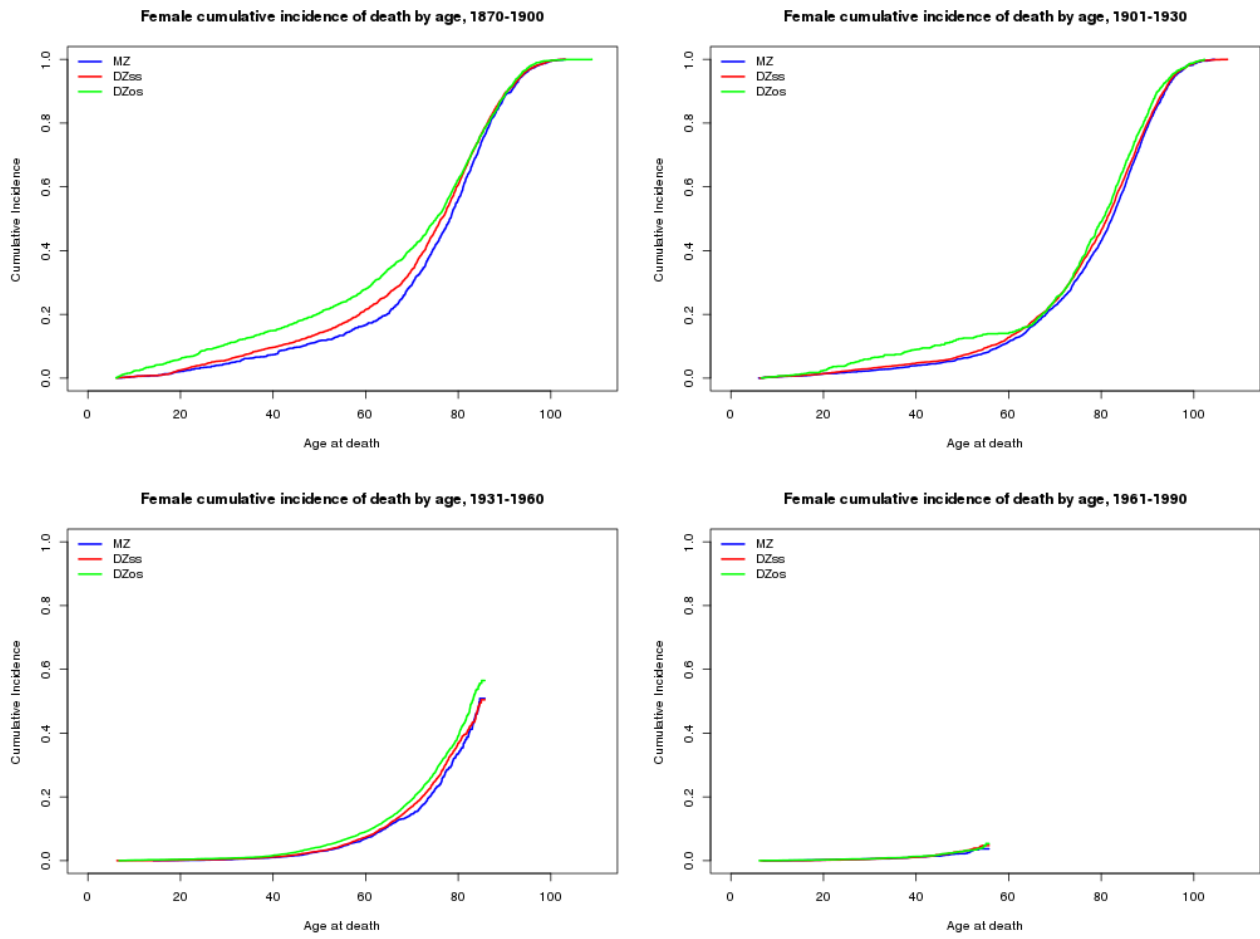 Female cumulative incidence of death by age, 1870-1900
MZ
DZss
DZos
1.0
0.8
0.6
0.4
0.2
0.0
Cumulative Incidence
0 20 40 60 80 100
Age at death
Female cumulative incidence of death by age, 1901-1930
MZ
DZss
DZos
1.0
0.8
0.6
0.4
0.2
0.0
Cumulative Incidence
0 20 40 60 80 100
Age at death
Female cumulative incidence of death by age, 1931-1960
MZ
DZss
DZos
1.0
0.8
0.6
0.4
0.2
0.0
Cumulative Incidence
0 20 40 60 80 100
Age at death
Female cumulative incidence of death by age, 1961-1990
MZ
DZss
DZos
1.0
0.8
0.6
0.4
0.2
0.0
Cumulative Incidence
0 20 40 60 80 100
Age at death